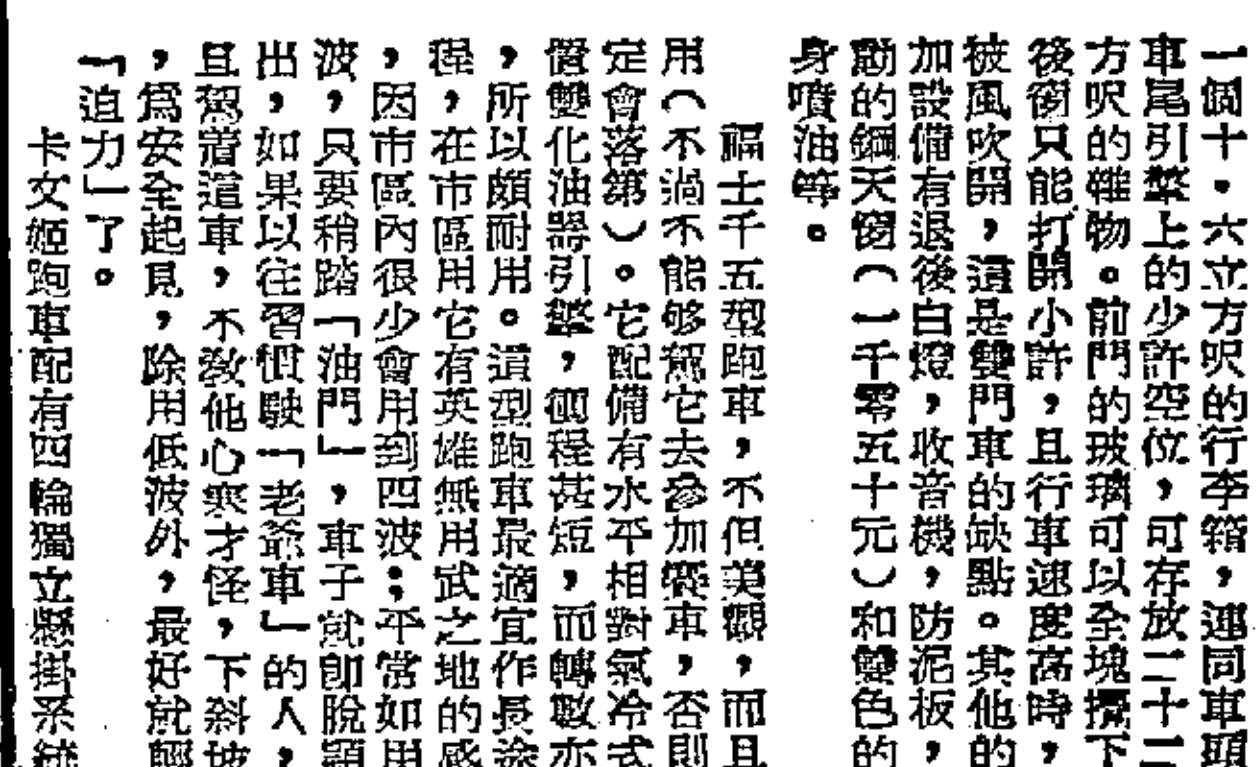 一個十•六立方呎的行李箱，連同車頭
車尾引擎上的少許空位，可存放二十二
方呎的雜物。前門的玻璃可以全塊攪下
後窗只能打開小許，且行車速度高時，
被風吹開，這是雙門車的缺點。其他的
加設備有退後白燈，收音機，防泥板，
動的鋼天窗（一千零五十元）和雙色的
身噴油等。
福士千五型跑車，不但美觀，而且
用（不過不能够駕它去參加賽車，否則
定會落第）。它配備有水平相對氣冷式
置雙化油器引擎，衝程甚短，而轉數亦
，所以頗耐用。這型跑車最適宜作長途
程，在市區用它有英雄無用武之地的感
，因市區內很少會用到四波；平常如用
波，只要稍踏「油門」，車子就即脫穎
出，如果以往習慣駛「老爺車」的人，
且駕着這車，不教他心寒才怪，下斜坡
，爲安全起見，除用低波外，最好就輕
「迫力」了。
卡文姬跑車配有四輪獨立懸掛系統